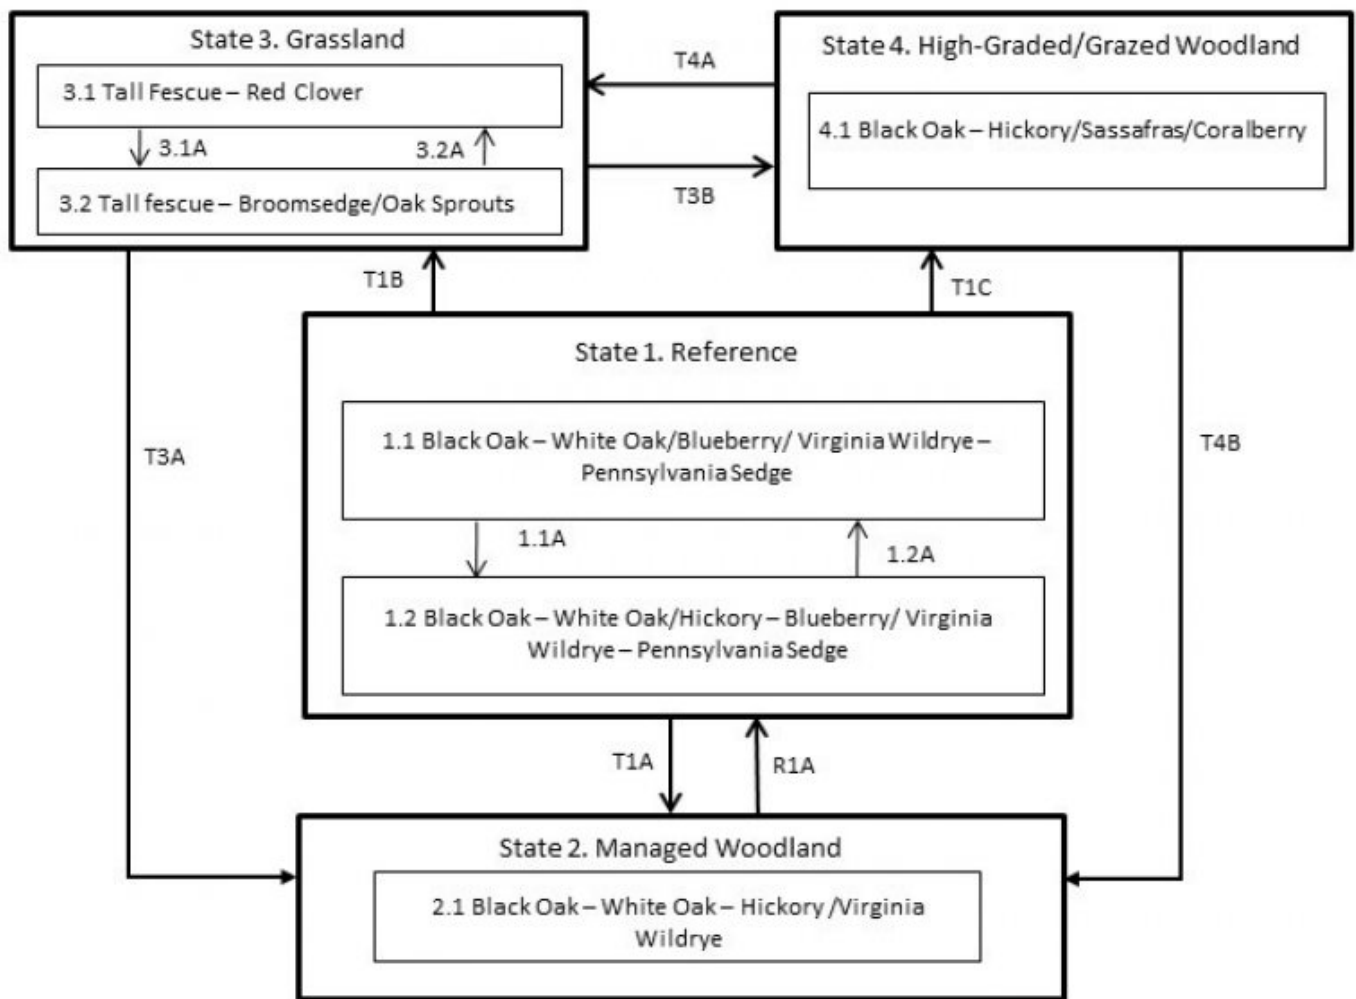 State 3. Grassland
3.1 Tall Fescue – Red Clover
3.1A
3.2A
3.2 Tall fescue – Broomsedge/Oak Sprouts
T4A
T3B
State 4. High-Graded/Grazed Woodland
4.1 Black Oak – Hickory/Sassafras/Coralberry
T1B
T1C
State 1. Reference
1.1 Black Oak – White Oak/Blueberry/ Virginia Wildrye –
Pennsylvania Sedge
1.1A
1.2A
1.2 Black Oak – White Oak/Hickory – Blueberry/ Virginia
Wildrye – Pennsylvania Sedge
T3A
T4B
T1A
R1A
State 2. Managed Woodland
2.1 Black Oak – White Oak – Hickory /Virginia
Wildrye